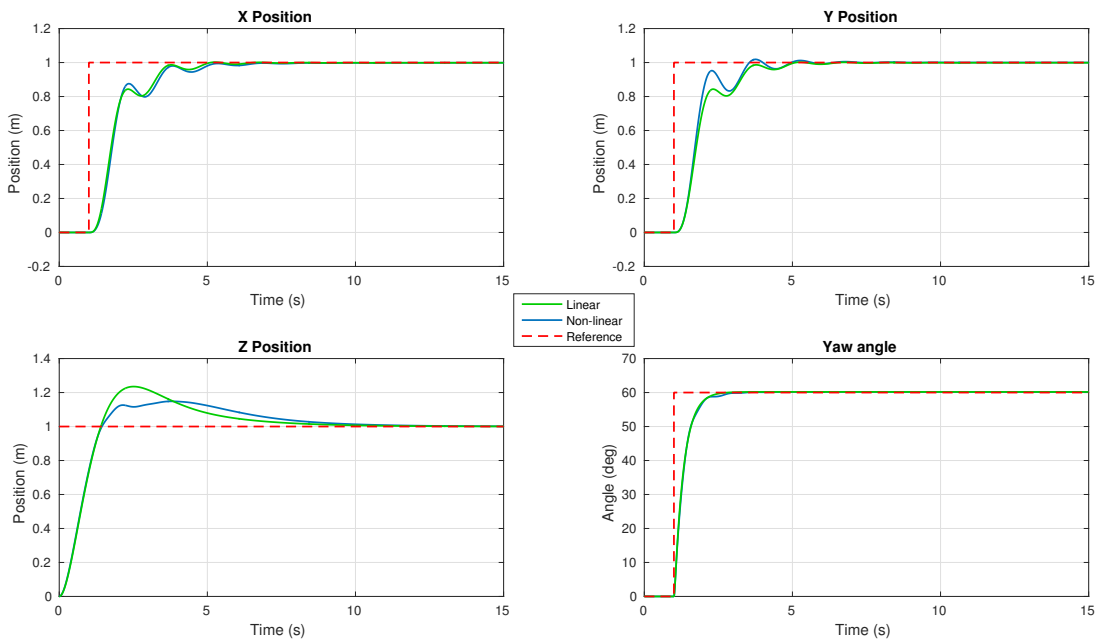 X Position
1.2
1
0.8
0.6
0.4
0.2
0
-0.2
Position (m)
0 5 10 15
Time (s)
Y Position
1.2
1
0.8
0.6
0.4
0.2
0
-0.2
Position (m)
0 5 10 15
Time (s)
Linear
Non-linear
Reference
Z Position
1.4
1.2
1
0.8
0.6
0.4
0.2
0
Position (m)
0 5 10 15
Time (s)
Yaw angle
70
60
50
40
30
20
10
0
Angle (deg)
0 5 10 15
Time (s)